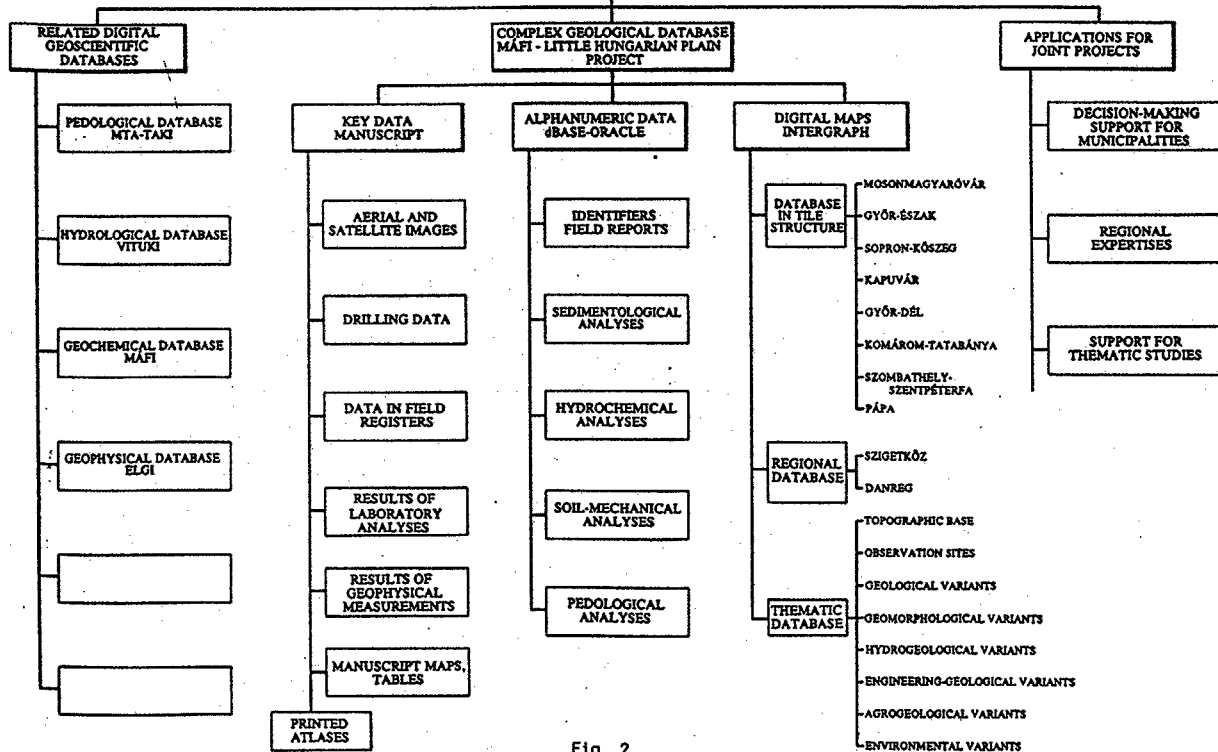 RELATED DIGITAL
GEOSCIENTIFIC
DATABASES
PEDOLOGICAL DATABASE
MTA-TAKI
HYDROLOGICAL DATABASE
VITUKI
GEOCHEMICAL DATABASE
MÁFI
GEOPHYSICAL DATABASE
ELGI
COMPLEX GEOLOGICAL DATABASE
MÁFI - LITTLE HUNGARIAN PLAIN
PROJECT
KEY DATA
MANUSCRIPT
AERIAL AND
SATELLITE IMAGES
DRILLING DATA
DATA IN FIELD
REGISTERS
RESULTS OF
LABORATORY
ANALYSES
RESULTS OF
GEOPHYSICAL
MEASUREMENTS
MANUSCRIPT MAPS,
TABLES
PRINTED
ATLASES
ALPHANUMERIC DATA
dBASE-ORACLE
IDENTIFIERS
FIELD REPORTS
SEDIMENTOLOGICAL
ANALYSES
HYDROCHEMICAL
ANALYSES
SOIL-MECHANICAL
ANALYSES
PEDOLOGICAL
ANALYSES
DIGITAL MAPS
INTERGRAPH
DATABASE
IN TILE
STRUCTURE
MOSONMAGYARÓVÁR
GYŐR-ÉSZAK
SOPRON-KŐSZEG
KAPUVÁR
GYŐR-DÉL
KOMÁROM-TATABÁNYA
SZOMBATHELY-
SZENTPÉTERFA
PÁPA
REGIONAL
DATABASE
SZIGETKÖZ
DANREG
THEMATIC
DATABASE
TOPOGRAPHIC BASE
OBSERVATION SITES
GEOLOGICAL VARIANTS
GEOMORPHOLOGICAL VARIANTS
HYDROGEOLOGICAL VARIANTS
ENGINEERING-GEOLOGICAL VARIANTS
AGROGEOLOGICAL VARIANTS
ENVIRONMENTAL VARIANTS
APPLICATIONS FOR
JOINT PROJECTS
DECISION-MAKING
SUPPORT FOR
MUNICIPALITIES
REGIONAL
EXPERTISES
SUPPORT FOR
THEMATIC STUDIES
Fig. 2